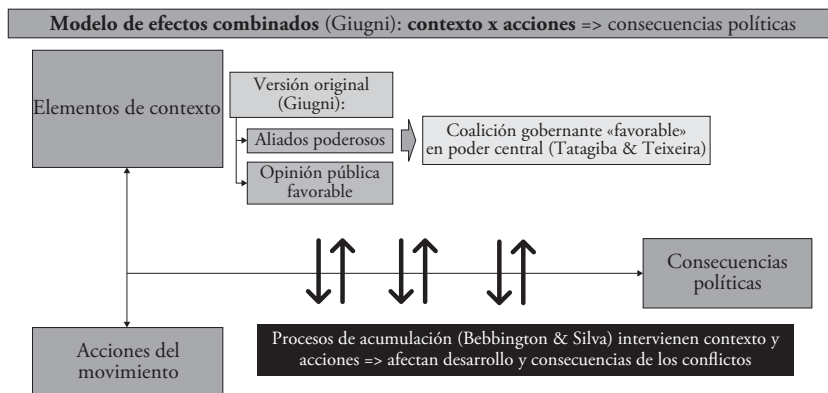 Modelo de efectos combinados (Giugni): contexto x acciones => consecuencias políticas
Elementos de contexto
Versión original
(Giugni):
Aliados poderosos
Opinión pública
favorable
Coalición gobernante «favorable»
en poder central (Tatagiba & Teixeira)
Consecuencias
políticas
Procesos de acumulación (Bebbington & Silva) intervienen contexto y
acciones => afectan desarrollo y consecuencias de los conflictos
Acciones del
movimiento